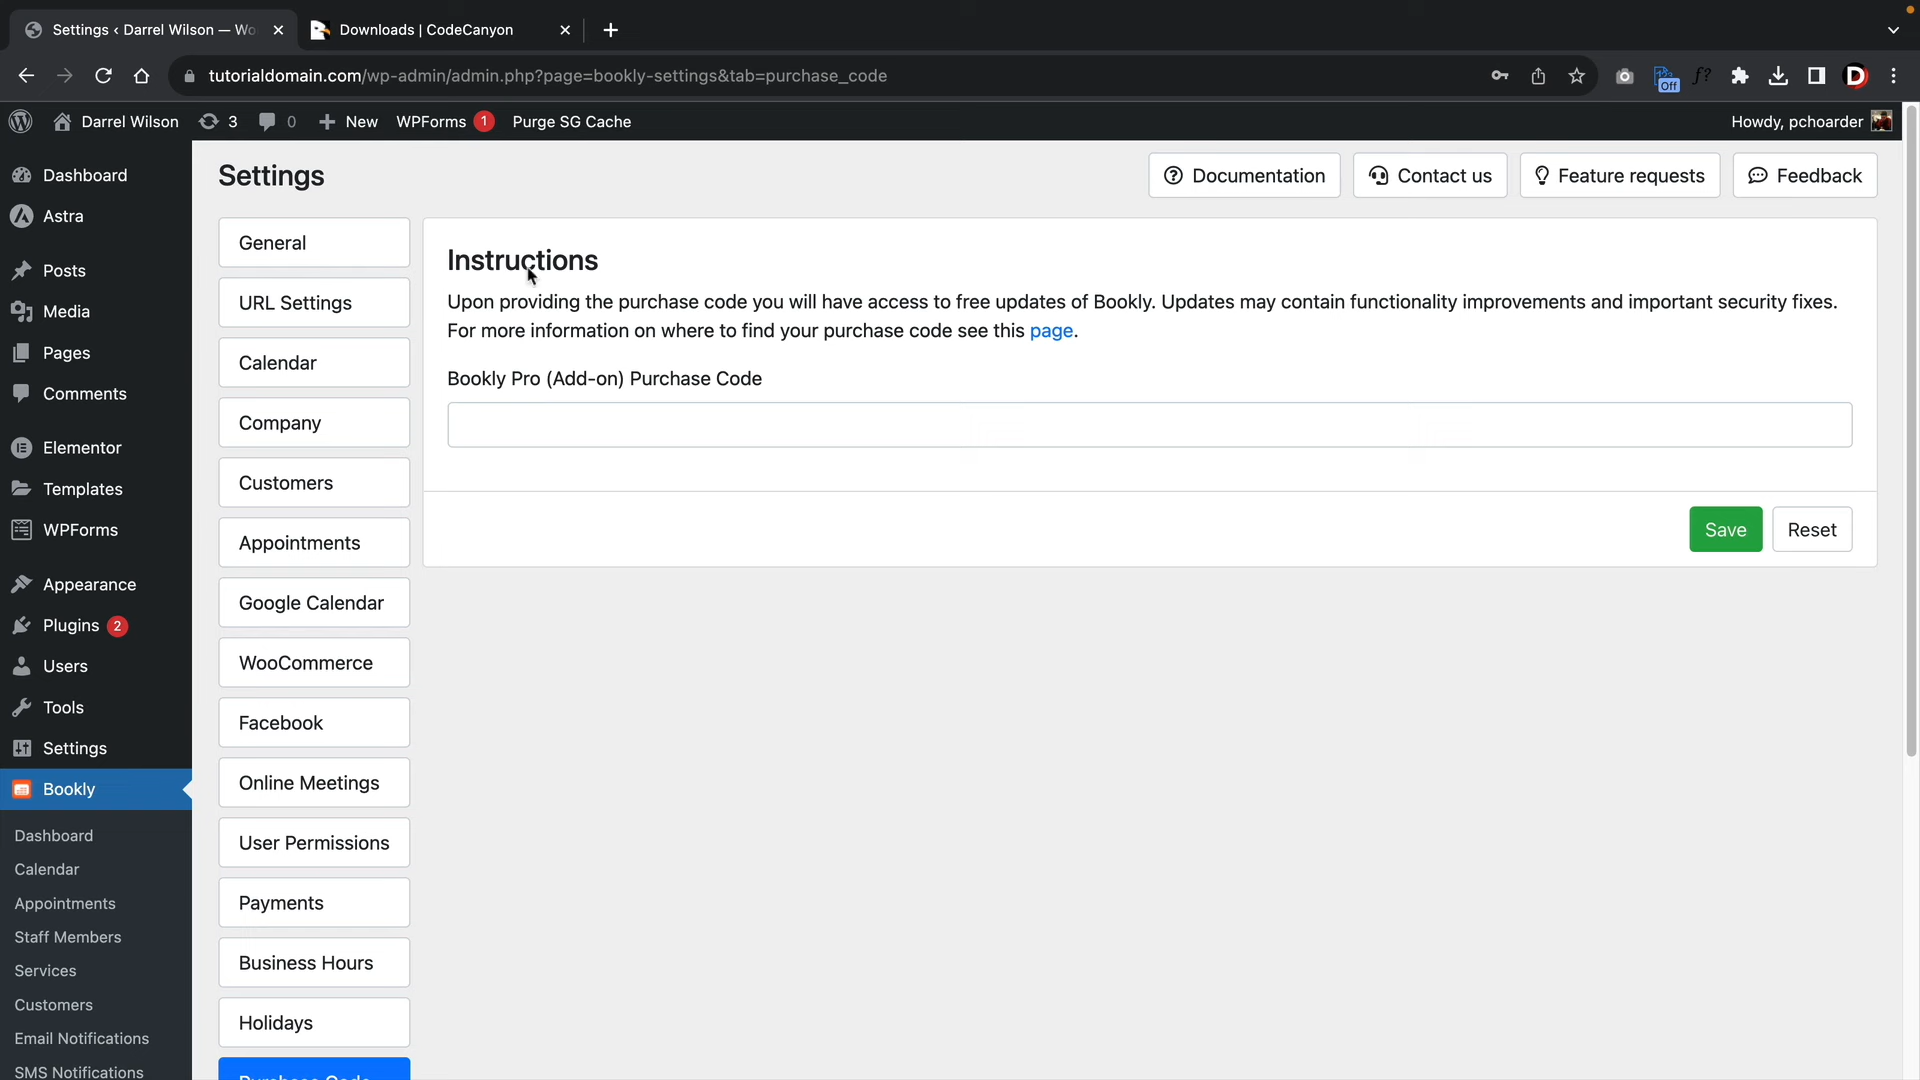 Settings ‹ Darrel Wilson — Wo
Downloads | CodeCanyon
tutorialdomain.com/wp-admin/admin.php?page=bookly-settings&tab=purchase_code
Off
f?
D
Darrel Wilson
3
0
New
WPForms 1
Purge SG Cache
Howdy, pchoarder
Dashboard
Astra
Posts
Media
Pages
Comments
Elementor
Templates
WPForms
Appearance
Plugins 2
Users
Tools
Settings
Bookly
Dashboard
Calendar
Appointments
Staff Members
Services
Customers
Email Notifications
SMS Notifications
Settings
Documentation
Contact us
Feature requests
Feedback
General
URL Settings
Calendar
Company
Customers
Appointments
Google Calendar
WooCommerce
Facebook
Online Meetings
User Permissions
Payments
Business Hours
Holidays
Purchase Code
Instructions
Upon providing the purchase code you will have access to free updates of Bookly. Updates may contain functionality improvements and important security fixes.
For more information on where to find your purchase code see this page.
Bookly Pro (Add-on) Purchase Code
Save
Reset